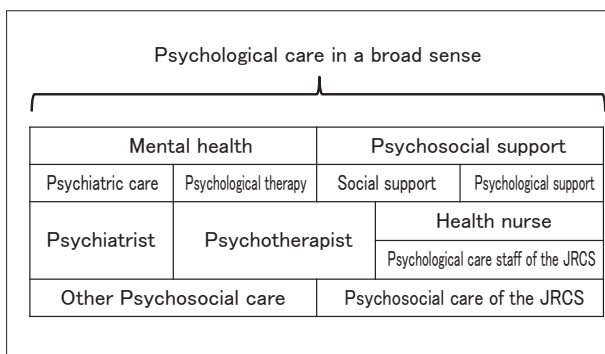 Psychological care in a broad sense
Mental health
Psychosocial support
Psychiatric care
Psychological therapy
Social support
Psychological support
Psychiatrist
Psychotherapist
Health nurse
Psychological care staff of the JRCS
Other Psychosocial care
Psychosocial care of the JRCS